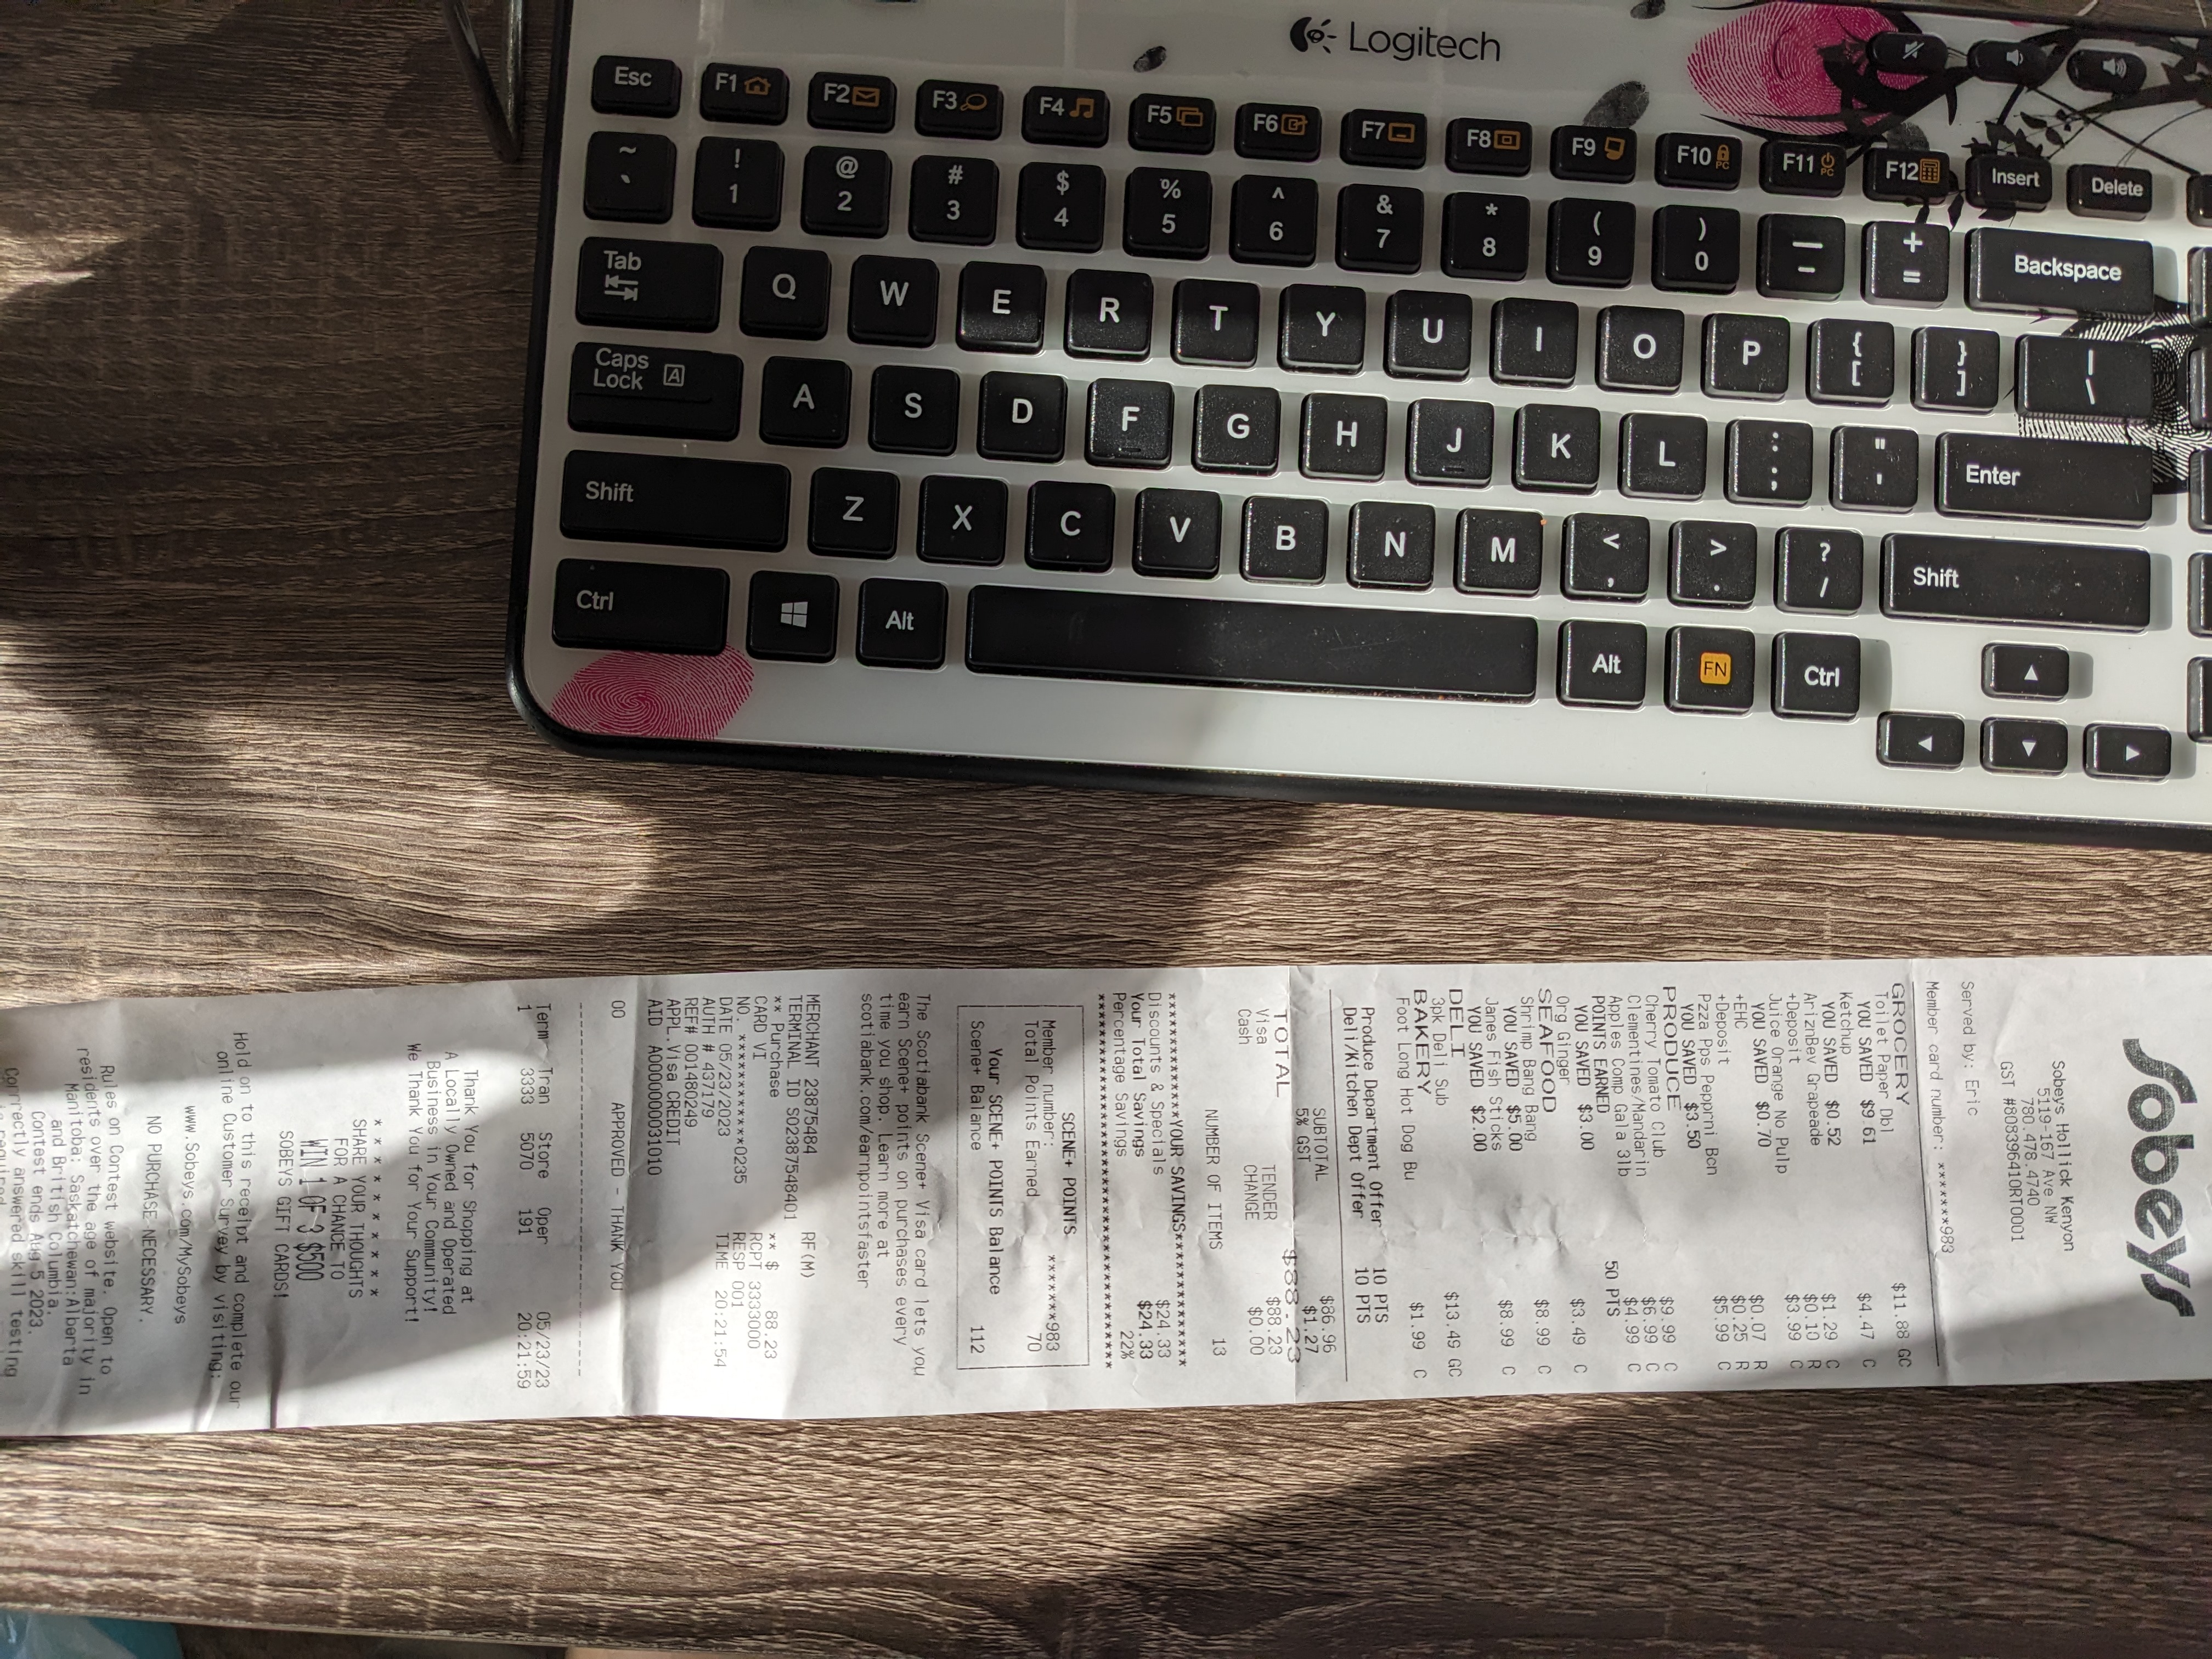 Logitech
Esc F1 F2 F3 F4 F5 F6 F7 F8 F9 F10 PC F11 PC F12 Insert Delete
~ ` ! 1 @ 2 # 3 $ 4 % 5 ^ 6 & 7 * 8 ( 9 ) 0 — - + = Backspace
Tab Q W E R T Y U I O P { [ } ] | \
Caps Lock A A S D F G H J K L : ; " ' Enter
Shift Z X C V B N M < , > . ? / Shift
Ctrl Alt Alt FN Ctrl
Sobeys
Sobeys Hollick Kenyon
5119-167 Ave NW
780.478.4740
GST #808396410RT0001
Served by: Eric
Member card number: ********983
GROCERY
Toilet Paper Dbl $11.88 GC
YOU SAVED $9.61
Ketchup $4.47 C
YOU SAVED $0.52
AriznBev Grapeade $1.29 C
+Deposit $0.10 R
Juice Orange No Pulp $3.99 C
YOU SAVED $0.70
+EHC $0.07 R
+Deposit $0.25 R
Pzza Pps Pepprni Bcn $5.99 C
YOU SAVED $3.50
PRODUCE
Cherry Tomato Club $9.99 C
Clementines/Mandarin $6.99 C
Apples Comp Gala 3lb $4.99 C
POINTS EARNED 50 PTS
YOU SAVED $3.00
Org Ginger $3.49 C
SEAFOOD
Shrimp Bang Bang $8.99 C
YOU SAVED $5.00
Janes Fish Sticks $8.99 C
YOU SAVED $2.00
DELI
3pk Deli Sub $13.49 GC
BAKERY
Foot Long Hot Dog Bu $1.99 C
Produce Department Offer 10 PTS
Deli/Kitchen Dept Offer 10 PTS
SUBTOTAL $86.96
5% GST $1.27
TOTAL $88.23
Visa TENDER $88.23
Cash CHANGE $0.00
NUMBER OF ITEMS 13
**********YOUR SAVINGS**********
Discounts & Specials $24.33
Your Total Savings $24.33
Percentage Savings 22%
********************************
SCENE+ POINTS
Member number: ********983
Total Points Earned 70
Your SCENE+ POINTS Balance
Scene+ Balance 112
The Scotiabank Scene+ Visa card lets you
earn Scene+ points on purchases every
time you shop. Learn more at
scotiabank.com/earnpointsfaster
MERCHANT 23875484 RF(M)
TERMINAL ID S02387548401
** Purchase ** $ 88.23
CARD VI RCPT 3333000
NO. ************0235 RESP 001
DATE 05/23/2023 TIME 20:21:54
AUTH # 437179
REF# 001480249
APPL.Visa CREDIT
AID A0000000031010
00 APPROVED - THANK YOU
--------------------------------
Term Tran Store Oper 05/23/23
1 3333 5070 191 20:21:59
Thank You for Shopping at
A Locally Owned and Operated
Business in Your Community!
We Thank You for Your Support!
* * * * * * * * * *
SHARE YOUR THOUGHTS
FOR A CHANCE TO
WIN 1 OF 3 $500
SOBEYS GIFT CARDS!
Hold on to this receipt and complete our
online Customer Survey by visiting:
www.Sobeys.com/MySobeys
NO PURCHASE NECESSARY.
Rules on Contest website. Open to
residents over the age of majority in
Manitoba: Saskatchewan:Alberta
and British Columbia.
Contest ends Aug 5 2023.
Correctly answered skill testing